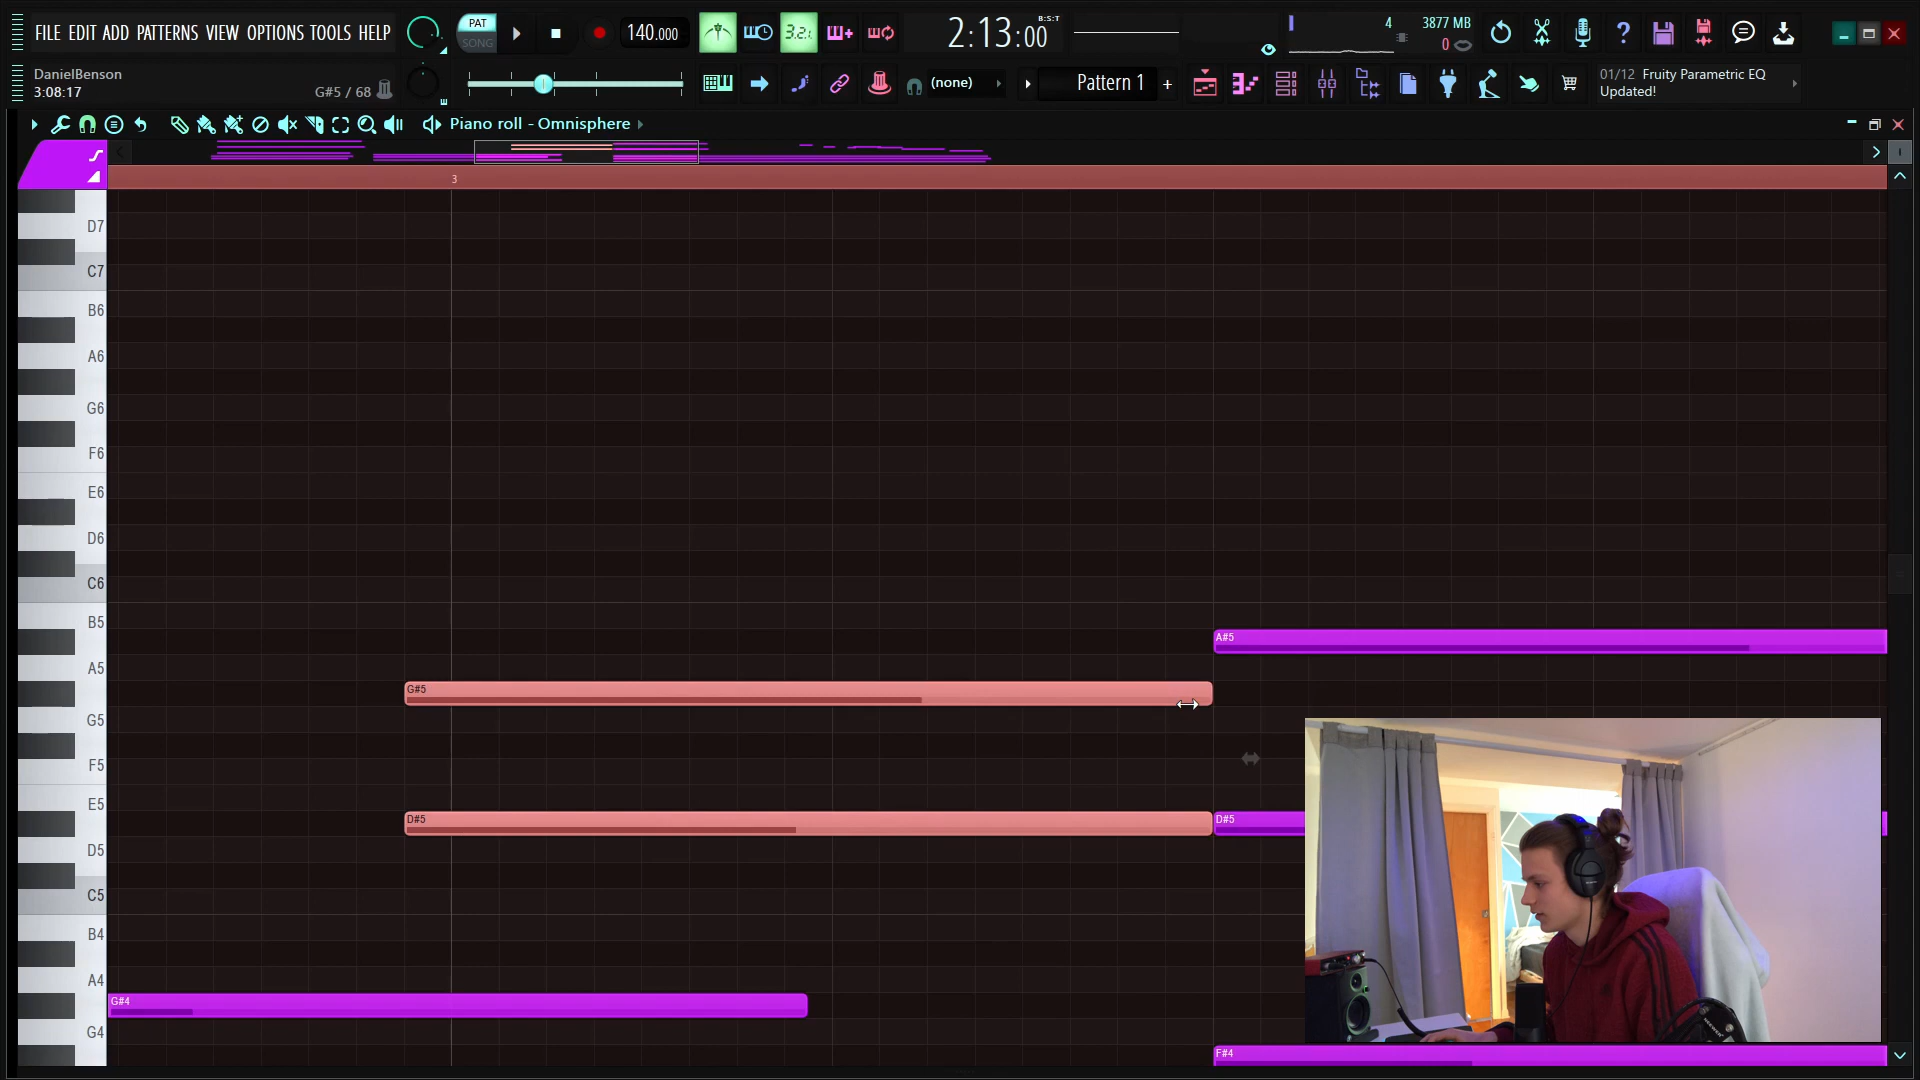 FILE EDIT ADD PATTERNS VIEW OPTIONS TOOLS HELP
PAT
SONG
140.000
3.2.
2:13:00
B:S:T
4
3877 MB
0
DanielBenson
3:08:17
G#5 / 68
(none)
Pattern 1
+
01/12 Fruity Parametric EQ
Updated!
Piano roll - Omnisphere
3
D7
C7
B6
A6
G6
F6
E6
D6
C6
B5
A5
G5
F5
E5
D5
C5
B4
A4
G4
A#5
G#5
D#5
D#5
G#4
F#4